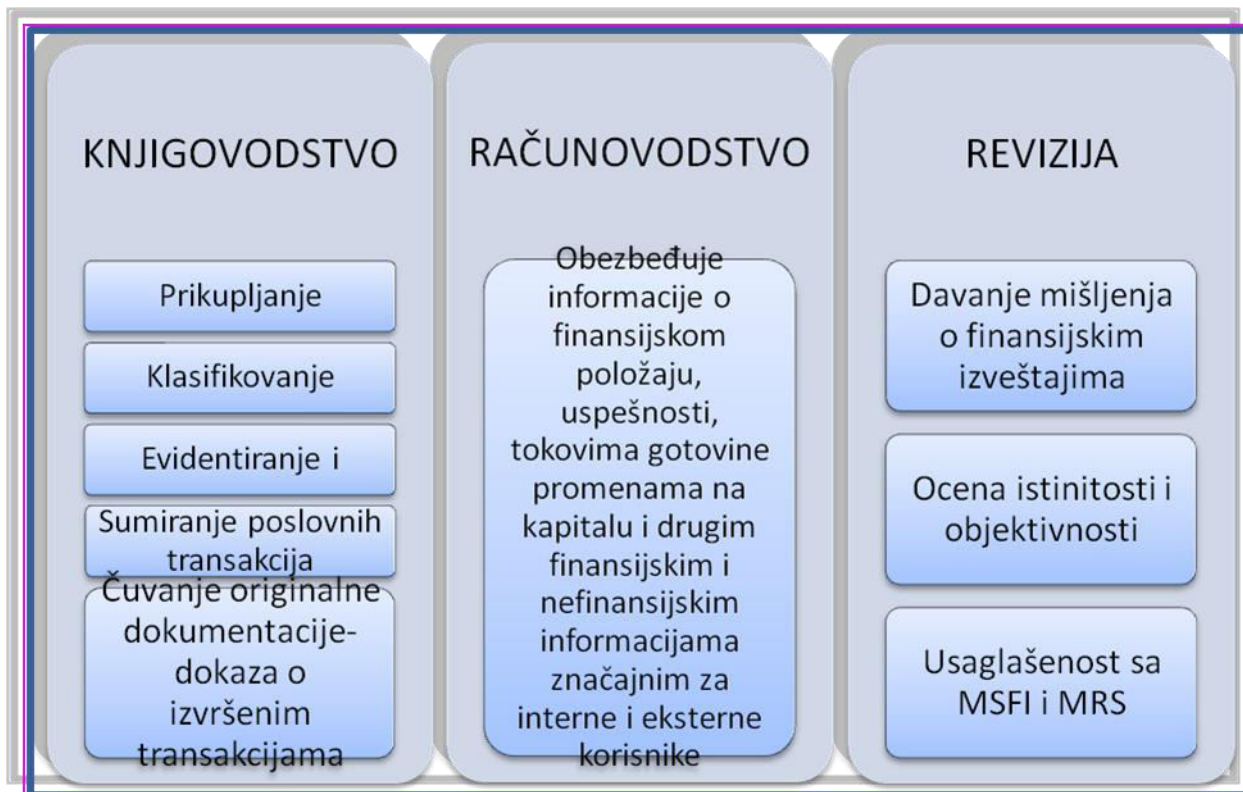 KNJIGOVODSTVO
Prikupljanje
Klasifikovanje
Evidentiranje i
Sumiranje poslovnih
transakcija
Čuvanje originalne
dokumentacije-
dokaza o
izvršenim
transakcijama
RAČUNOVODSTVO
Obezbeđuje
informacije o
finansijskom
položaju,
uspešnosti,
tokovima gotovine
promenama na
kapitalu i drugim
finansijskim i
nefinansijskim
informacijama
značajnim za
interne i eksterne
korisnike
REVIZIJA
Davanje mišljenja
o finansijskim
izveštajima
Ocena istinitosti i
objektivnosti
Usaglašenost sa
MSFI i MRS